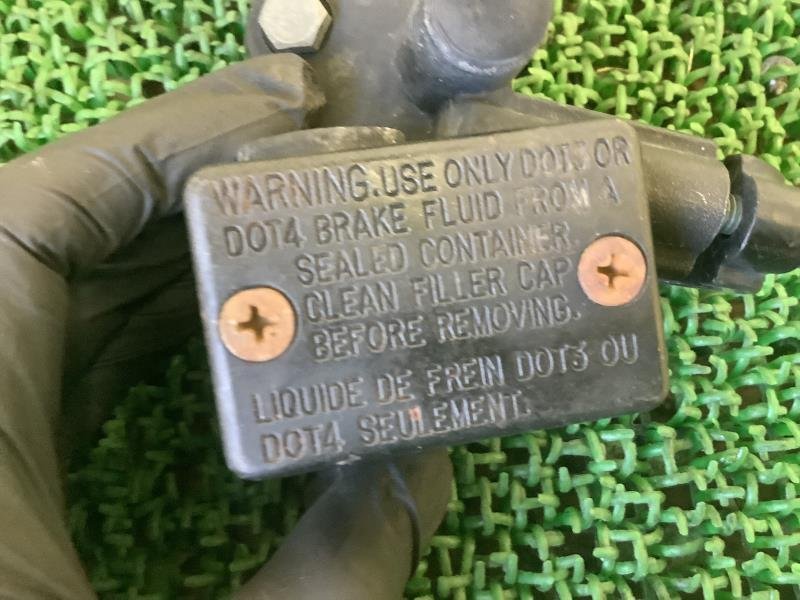 WARNING.USE ONLY DOT3 OR
DOT4 BRAKE FLUID FROM A
SEALED CONTAINER.
CLEAN FILLER CAP
BEFORE REMOVING.
LIQUIDE DE FREIN DOT3 OU
DOT4 SEULEMENT.